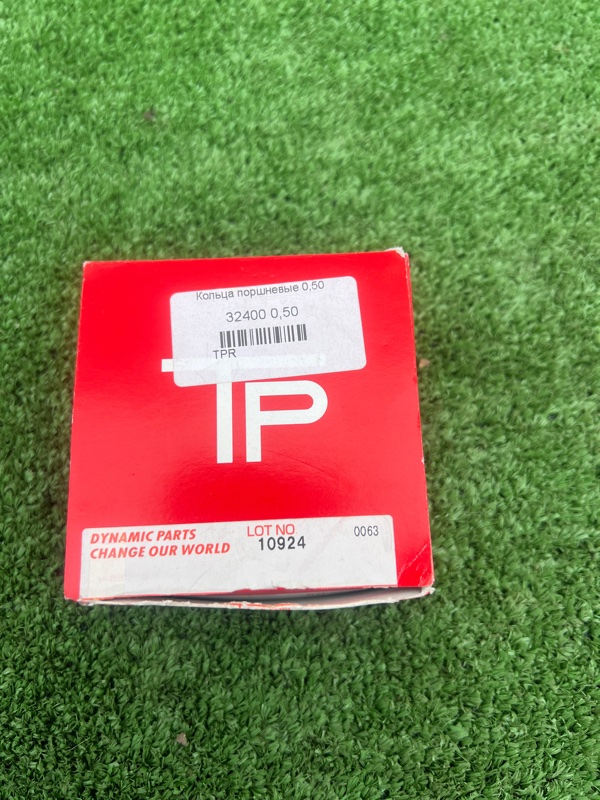 Кольца поршневые 0,50
32400 0,50
TPR
TP
DYNAMIC PARTS
CHANGE OUR WORLD
LOT NO
10924
0063